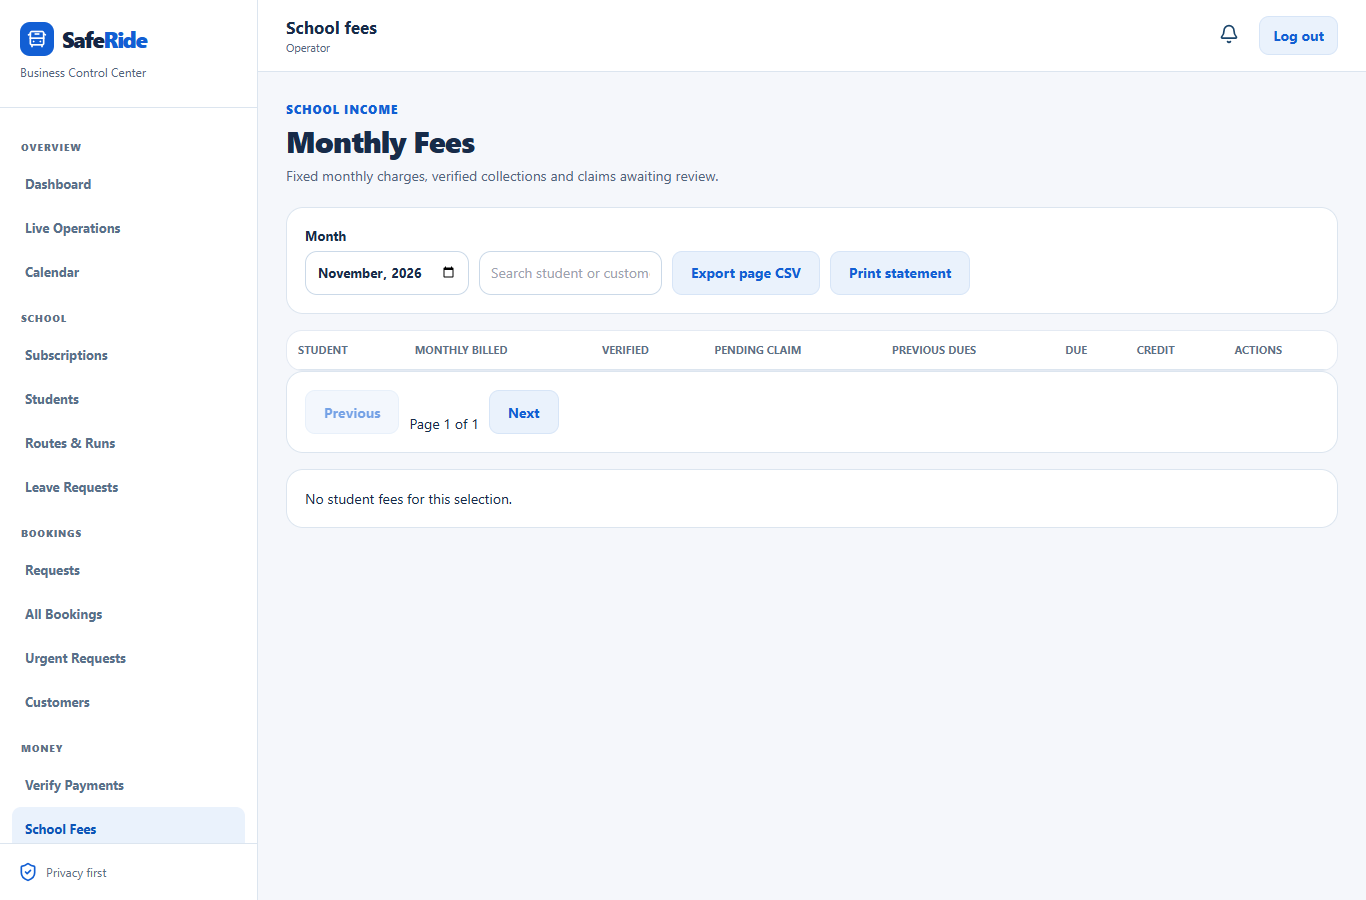 SafeRide
Business Control Center
OVERVIEW
Dashboard
Live Operations
Calendar
SCHOOL
Subscriptions
Students
Routes & Runs
Leave Requests
BOOKINGS
Requests
All Bookings
Urgent Requests
Customers
MONEY
Verify Payments
School Fees
Privacy first
School fees
Operator
Log out
SCHOOL INCOME
Monthly Fees
Fixed monthly charges, verified collections and claims awaiting review.
Month
November, 2026 Search student or custom Export page CSV Print statement
STUDENT MONTHLY BILLED VERIFIED PENDING CLAIM PREVIOUS DUES DUE CREDIT ACTIONS
Previous Page 1 of 1 Next
No student fees for this selection.